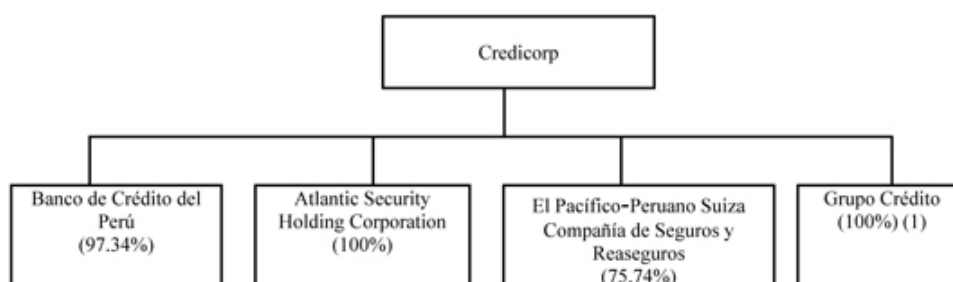 Credicorp
Banco de Crédito del
Perú
(97.34%)
Atlantic Security
Holding Corporation
(100%)
El Pacífico-Peruano Suiza
Compañía de Seguros y
Reaseguros
(75.74%)
Grupo Crédito
(100%) (1)